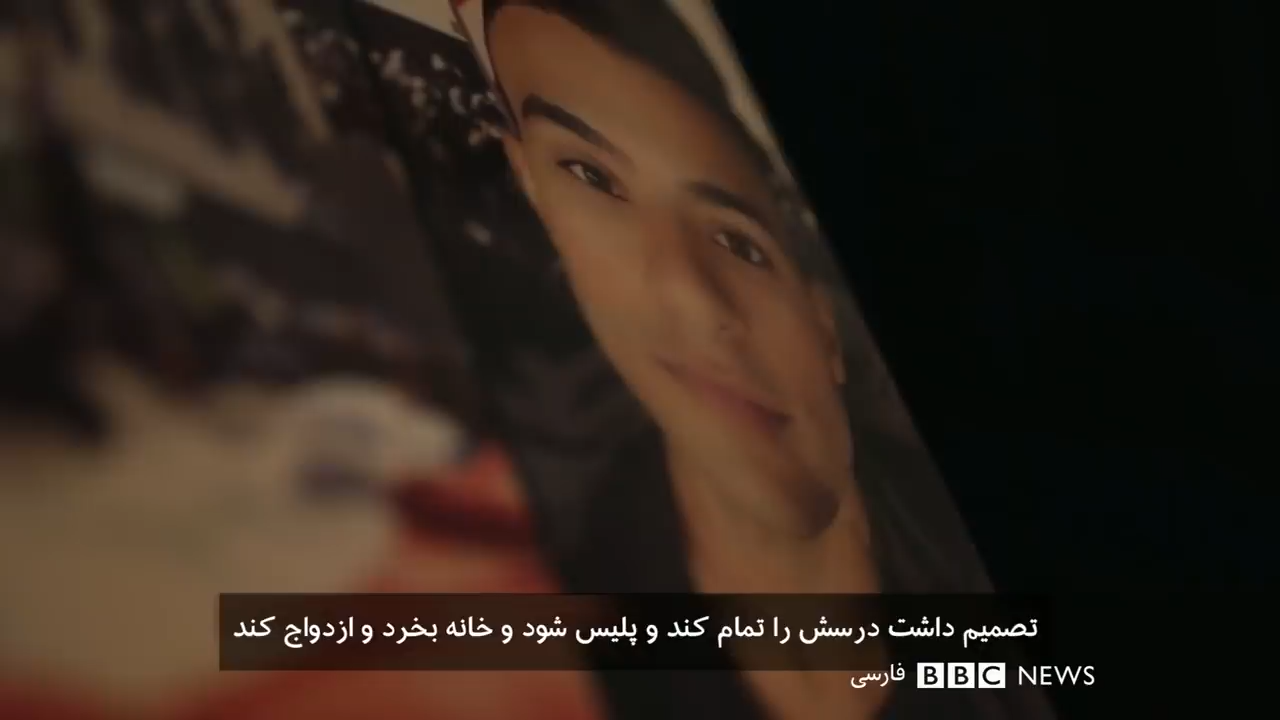 تصمیم داشت درسش را تمام کند و پلیس شود و خانه بخرد و ازدواج کند
BBC NEWS فارسی